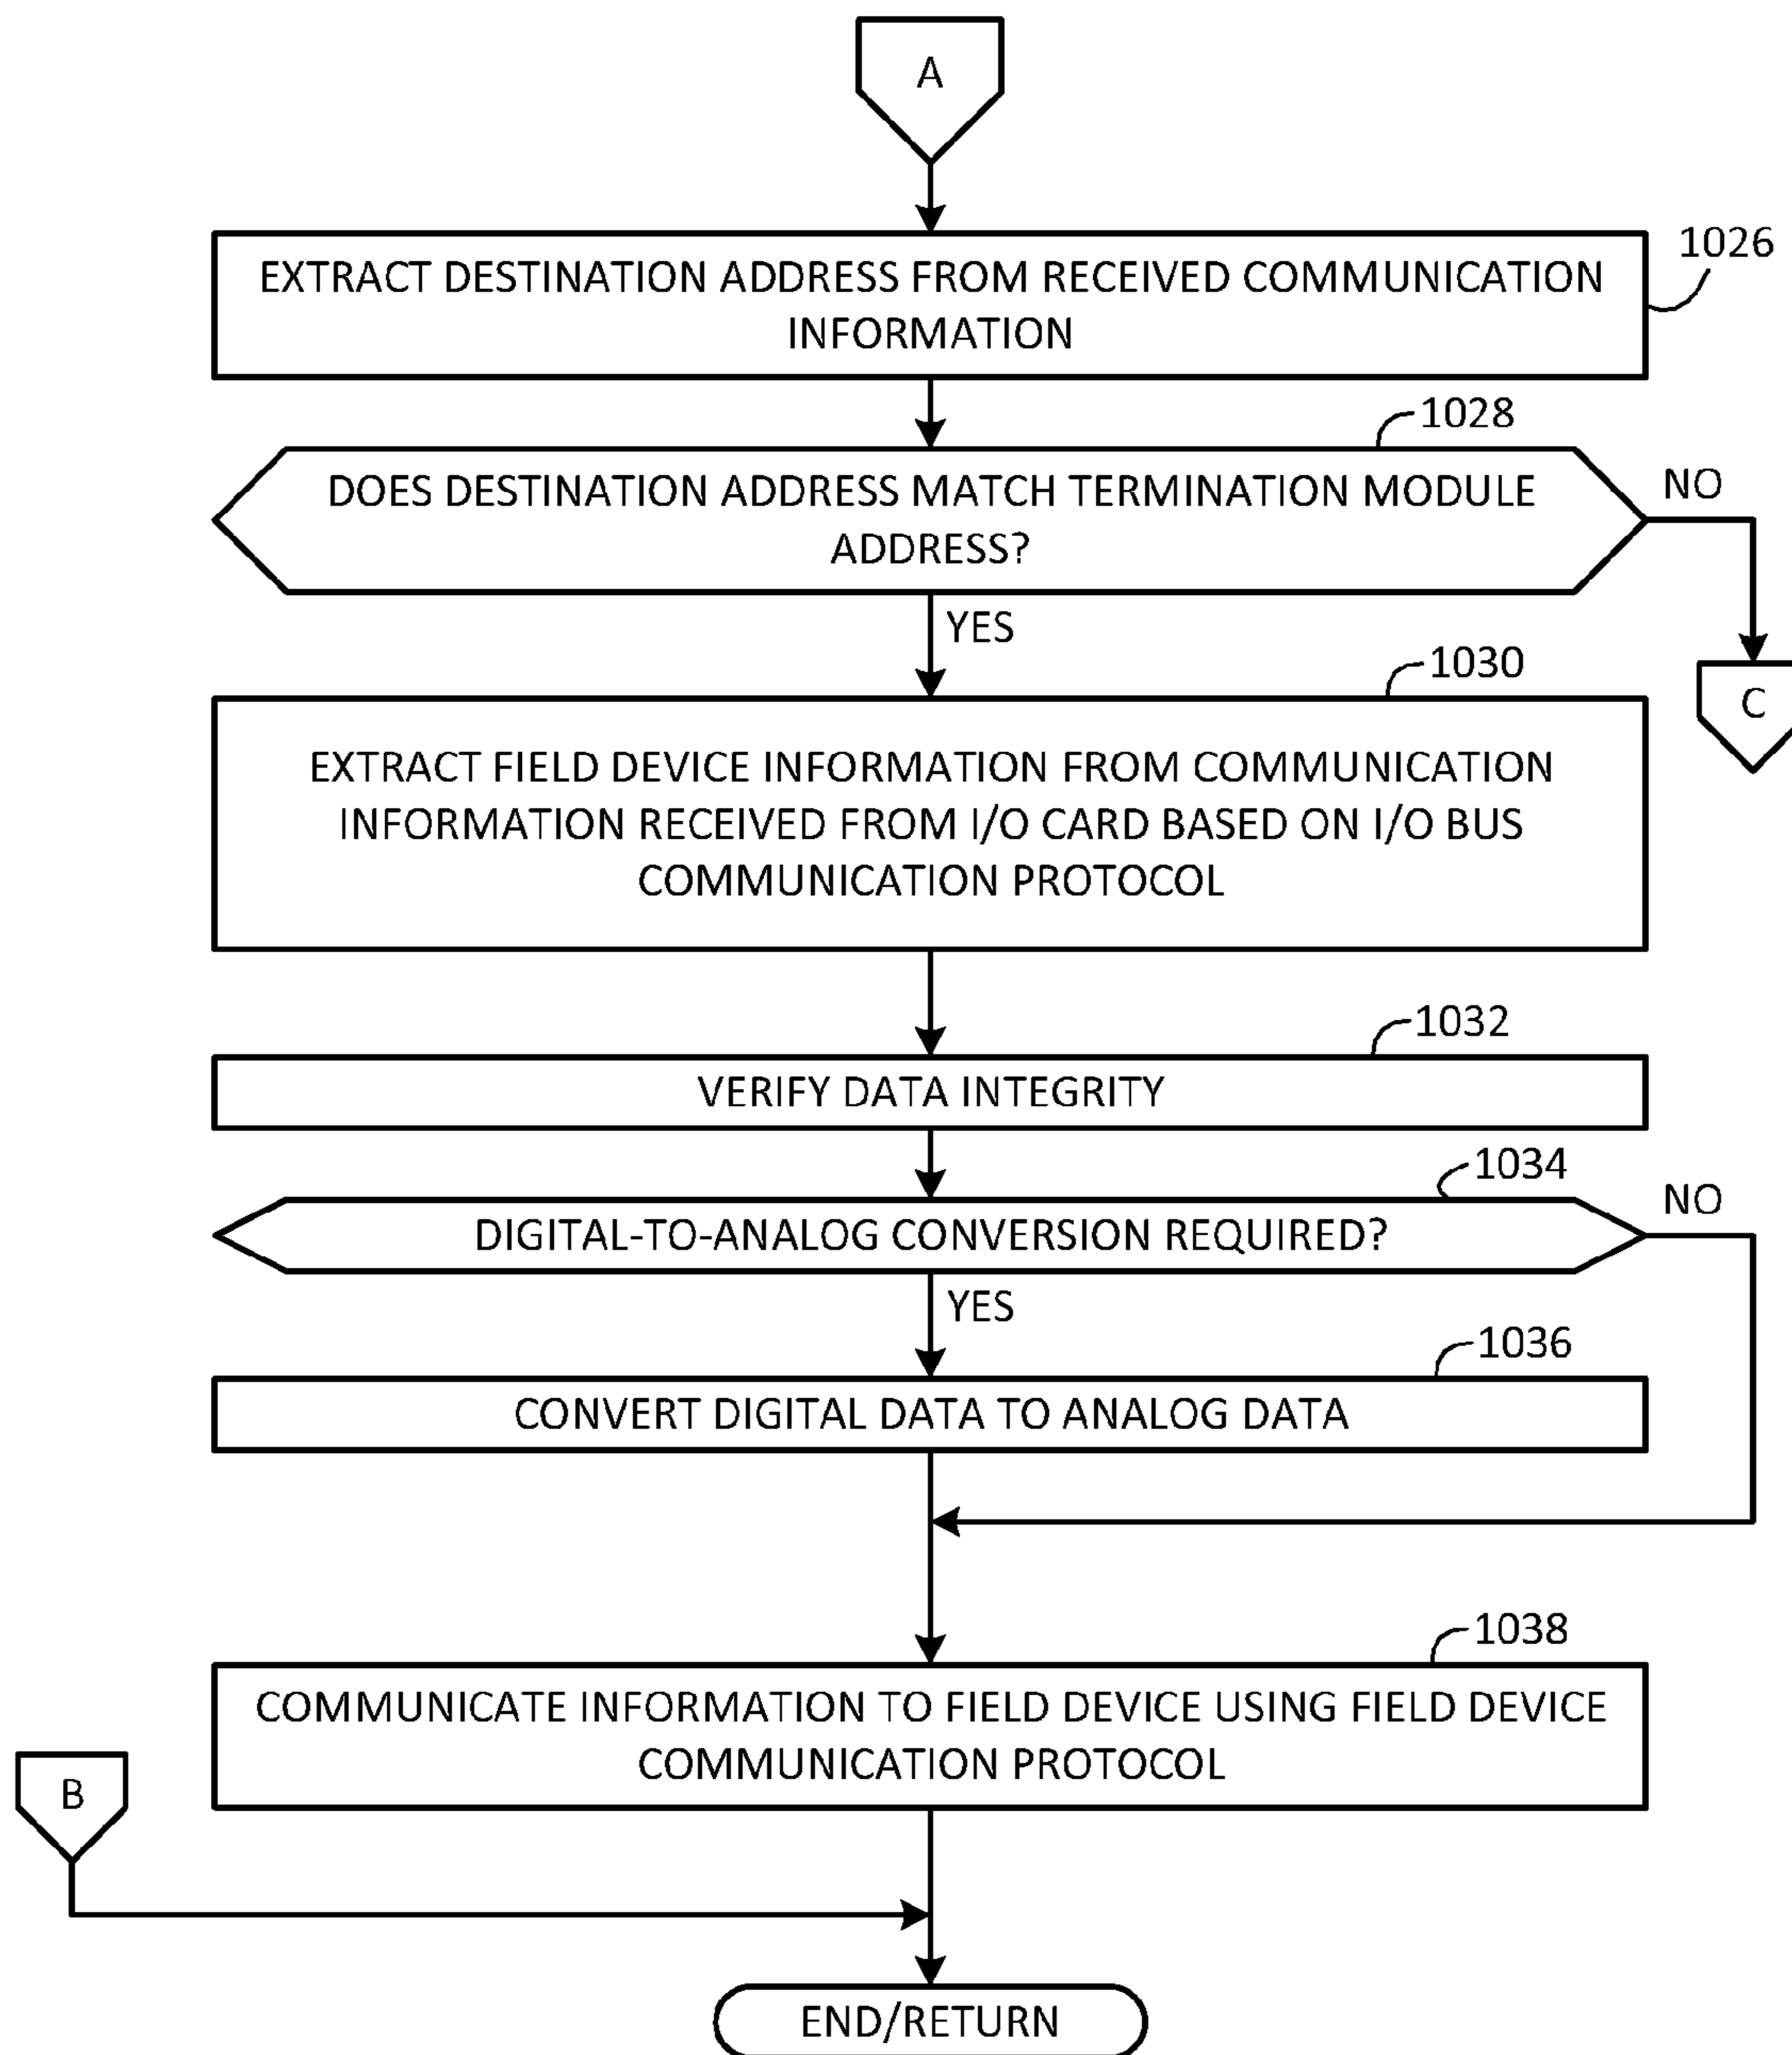 A
1026
EXTRACT DESTINATION ADDRESS FROM RECEIVED COMMUNICATION
INFORMATION
1028
DOES DESTINATION ADDRESS MATCH TERMINATION MODULE
ADDRESS?
NO
YES
1030
C
EXTRACT FIELD DEVICE INFORMATION FROM COMMUNICATION
INFORMATION RECEIVED FROM I/O CARD BASED ON I/O BUS
COMMUNICATION PROTOCOL
1032
VERIFY DATA INTEGRITY
1034
NO
DIGITAL-TO-ANALOG CONVERSION REQUIRED?
YES
1036
CONVERT DIGITAL DATA TO ANALOG DATA
1038
COMMUNICATE INFORMATION TO FIELD DEVICE USING FIELD DEVICE
COMMUNICATION PROTOCOL
B
END/RETURN